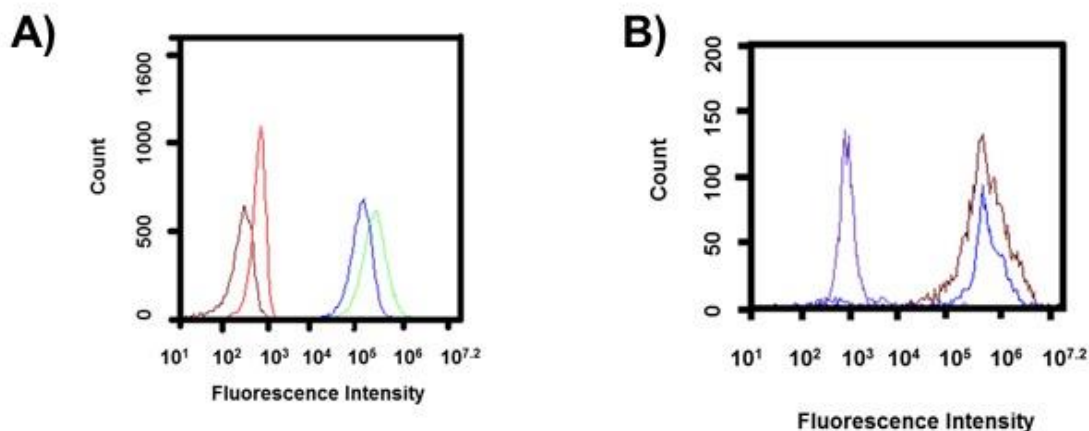 A)
1600
1000
500
0
Count
10¹ 10² 10³ 10⁴ 10⁵ 10⁶ 10⁷·²
Fluorescence Intensity
B)
200
150
100
50
0
Count
10¹ 10² 10³ 10⁴ 10⁵ 10⁶ 10⁷·²
Fluorescence Intensity